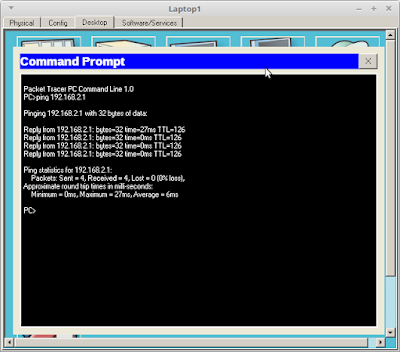 Laptop1
Physical Config Desktop Software/Services
Command Prompt
Packet Tracer PC Command Line 1.0
PC>ping 192.168.2.1
Pinging 192.168.2.1 with 32 bytes of data:
Reply from 192.168.2.1: bytes=32 time=27ms TTL=126
Reply from 192.168.2.1: bytes=32 time=0ms TTL=126
Reply from 192.168.2.1: bytes=32 time=0ms TTL=126
Reply from 192.168.2.1: bytes=32 time=0ms TTL=126
Ping statistics for 192.168.2.1:
Packets: Sent = 4, Received = 4, Lost = 0 (0% loss),
Approximate round trip times in milli-seconds:
Minimum = 0ms, Maximum = 27ms, Average = 6ms
PC>